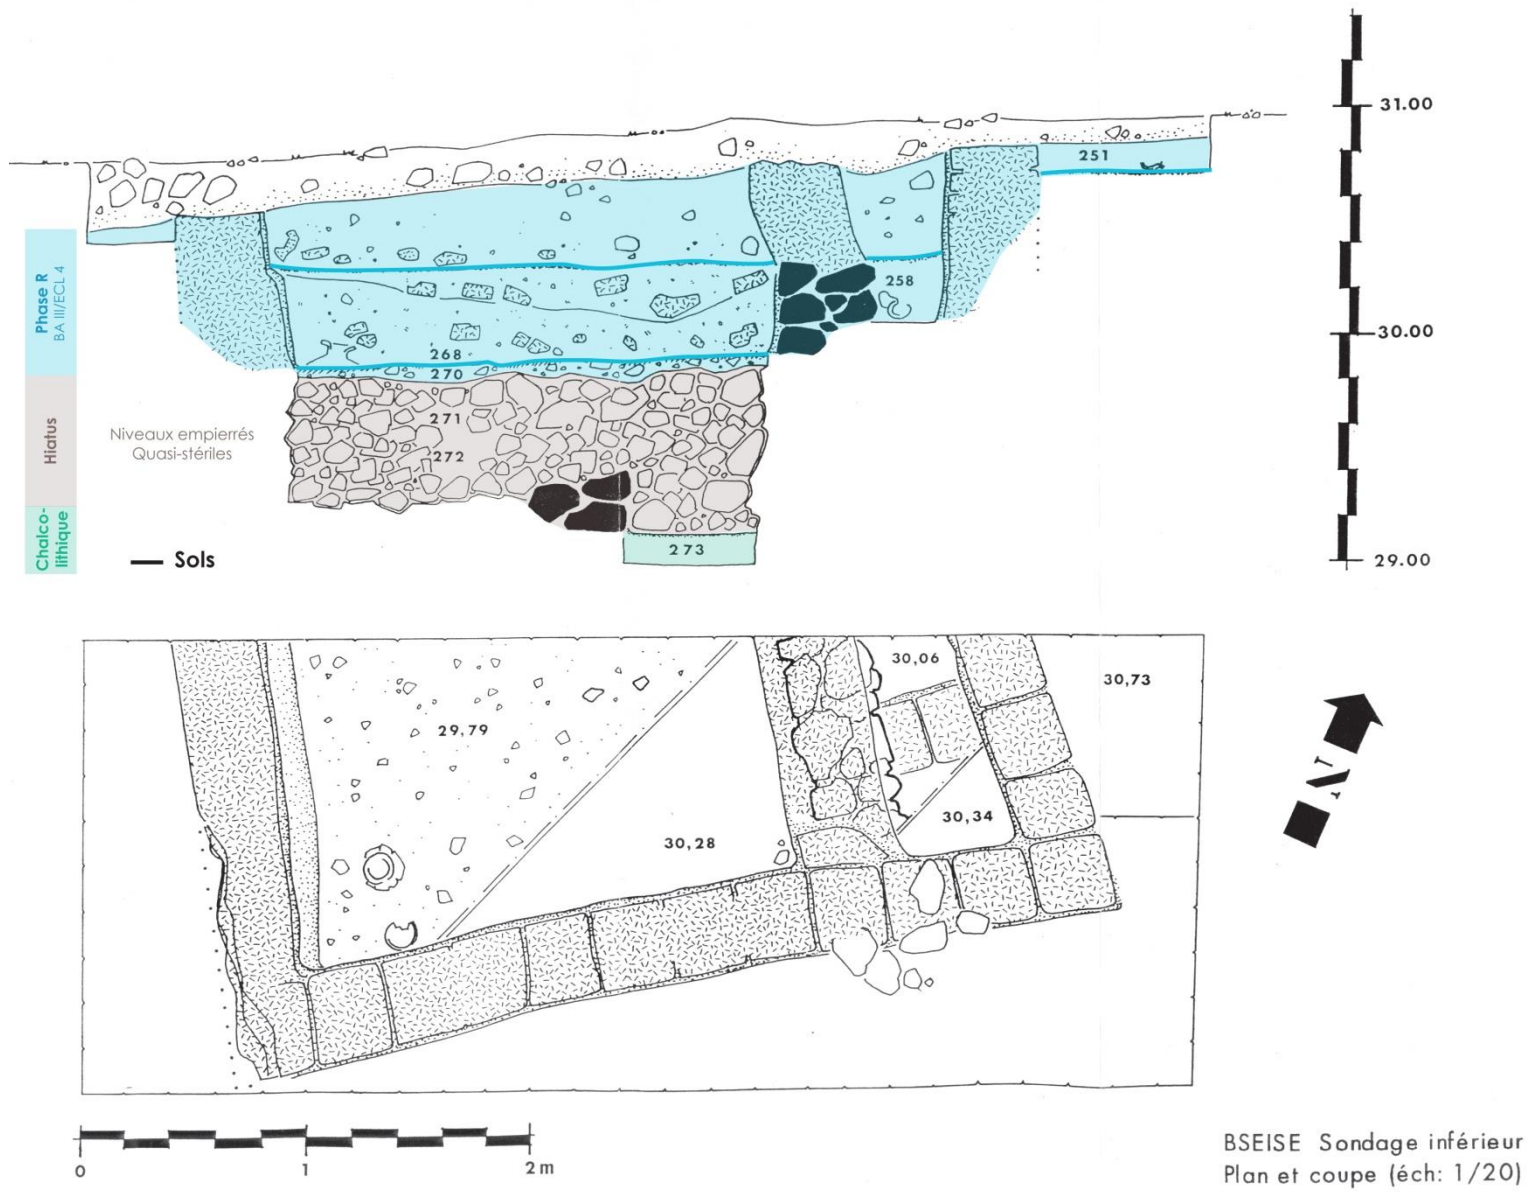 31.00
251
258
30.00
268
270
271
272
273
29.00
Phase R
BA III/ECL 4
Hiatus
Chalco-
lithique
Niveaux empierrés
Quasi-stériles
Sols
30,06
30,73
29,79
30,34
30,28
N
0 1 2 m
BSEISE Sondage inférieur
Plan et coupe (éch: 1/20)